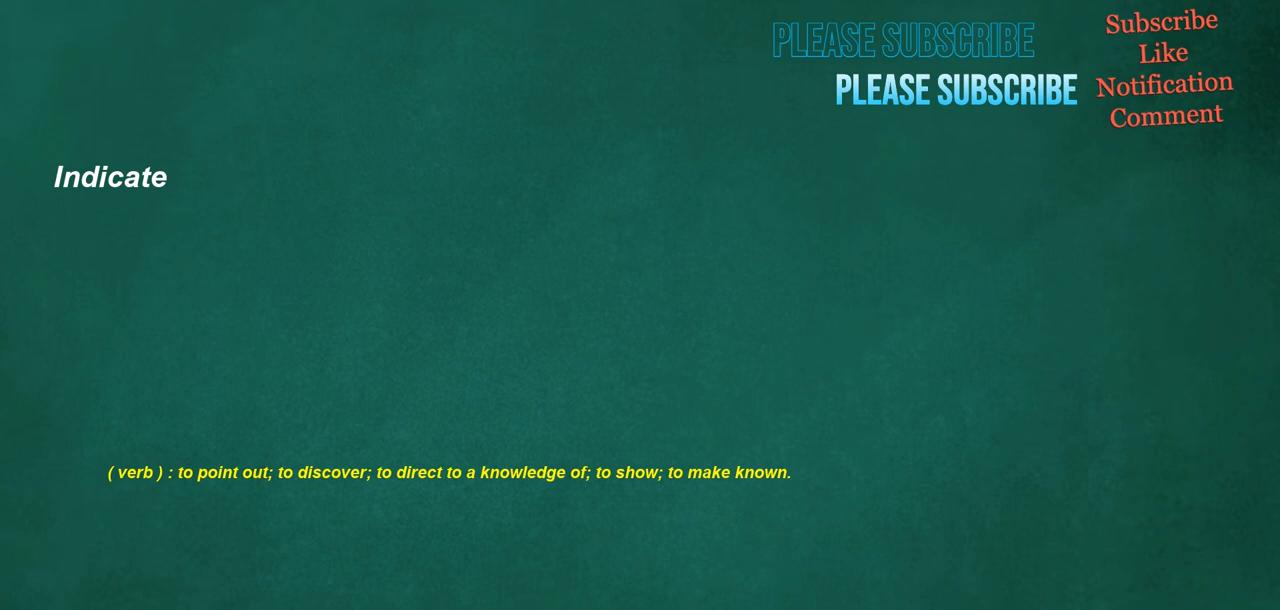 PLEASE SUBSCRIBE
PLEASE SUBSCRIBE
Subscribe
Like
Notification
Comment
Indicate
( verb ) : to point out; to discover; to direct to a knowledge of; to show; to make known.